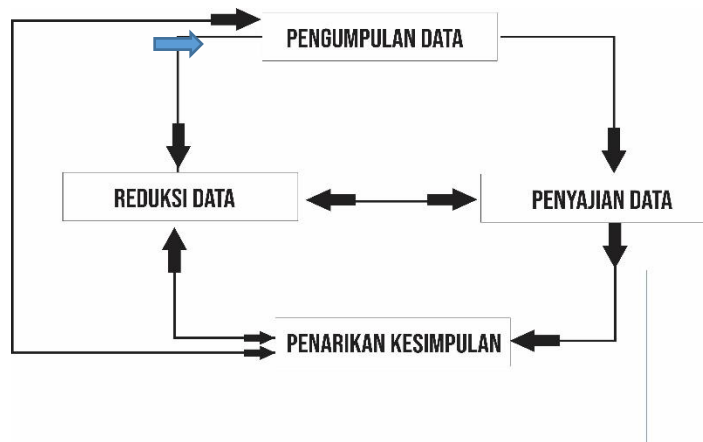 PENGUMPULAN DATA
REDUKSI DATA
PENYAJIAN DATA
PENARIKAN KESIMPULAN